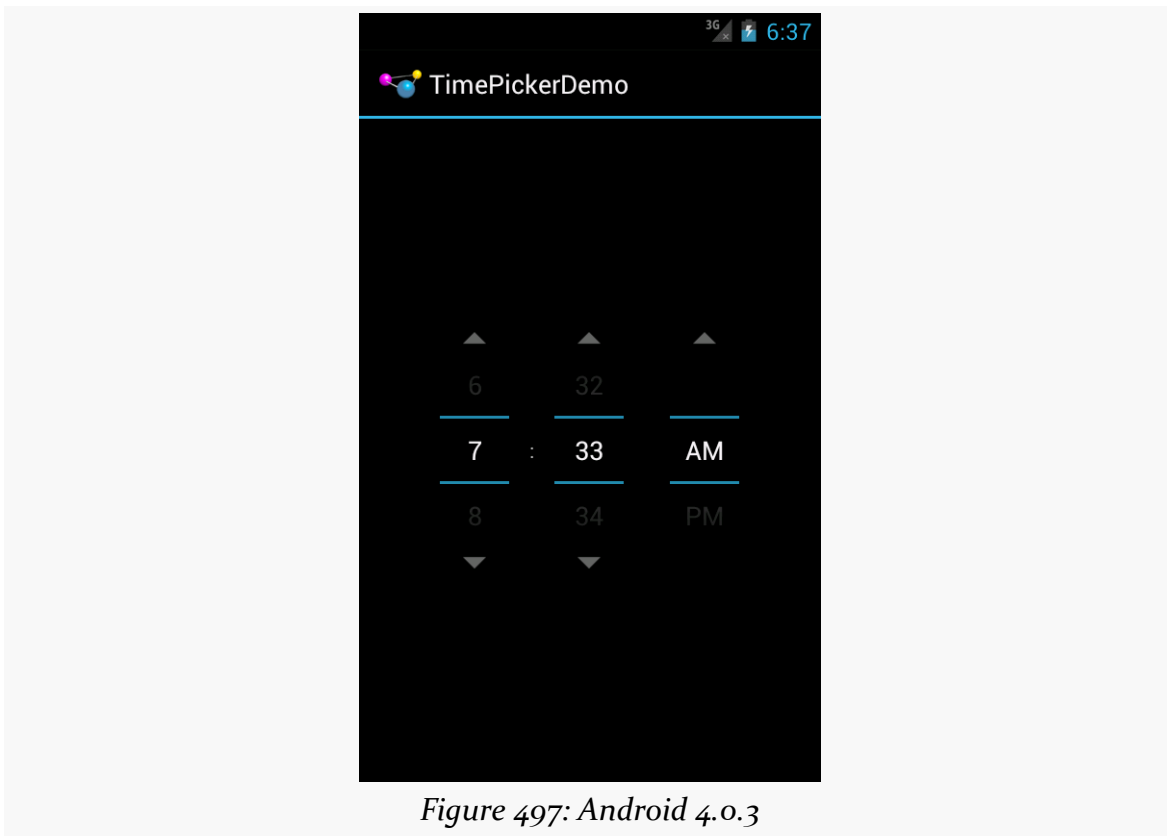 3G 6:37
TimePickerDemo
6 32
7 : 33 AM
8 34 PM
Figure 497: Android 4.0.3